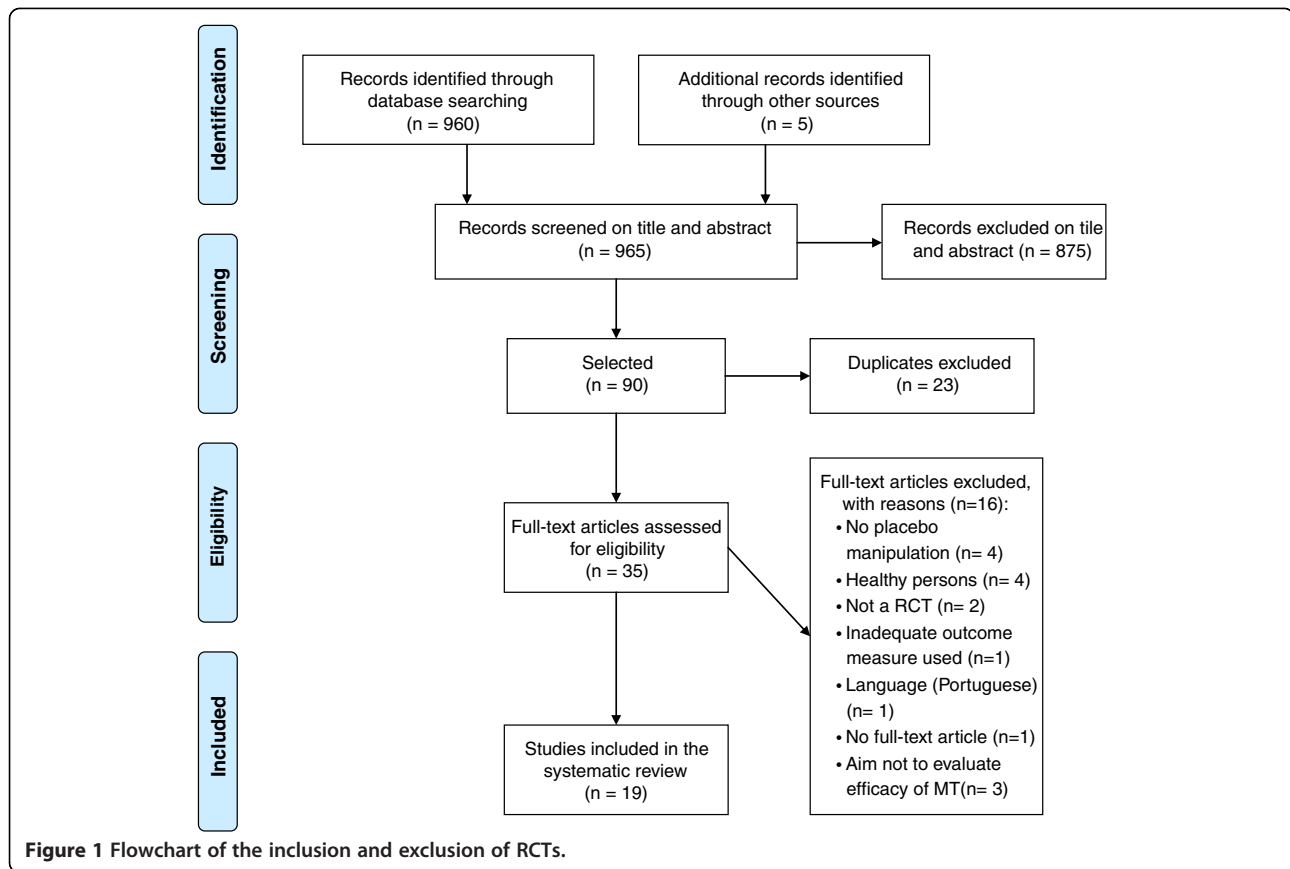 Identification
Records identified through
database searching
(n = 960)
Additional records identified
through other sources
(n = 5)
Records screened on title and abstract
(n = 965)
Records excluded on tile
and abstract (n = 875)
Screening
Selected
(n = 90)
Duplicates excluded
(n = 23)
Eligibility
Full-text articles assessed
for eligibility
(n = 35)
Full-text articles excluded,
with reasons (n=16):
• No placebo
manipulation (n= 4)
• Healthy persons (n= 4)
• Not a RCT (n= 2)
• Inadequate outcome
measure used (n=1)
• Language (Portuguese)
(n= 1)
• No full-text article (n=1)
• Aim not to evaluate
efficacy of MT(n= 3)
Included
Studies included in the
systematic review
(n = 19)
Figure 1 Flowchart of the inclusion and exclusion of RCTs.